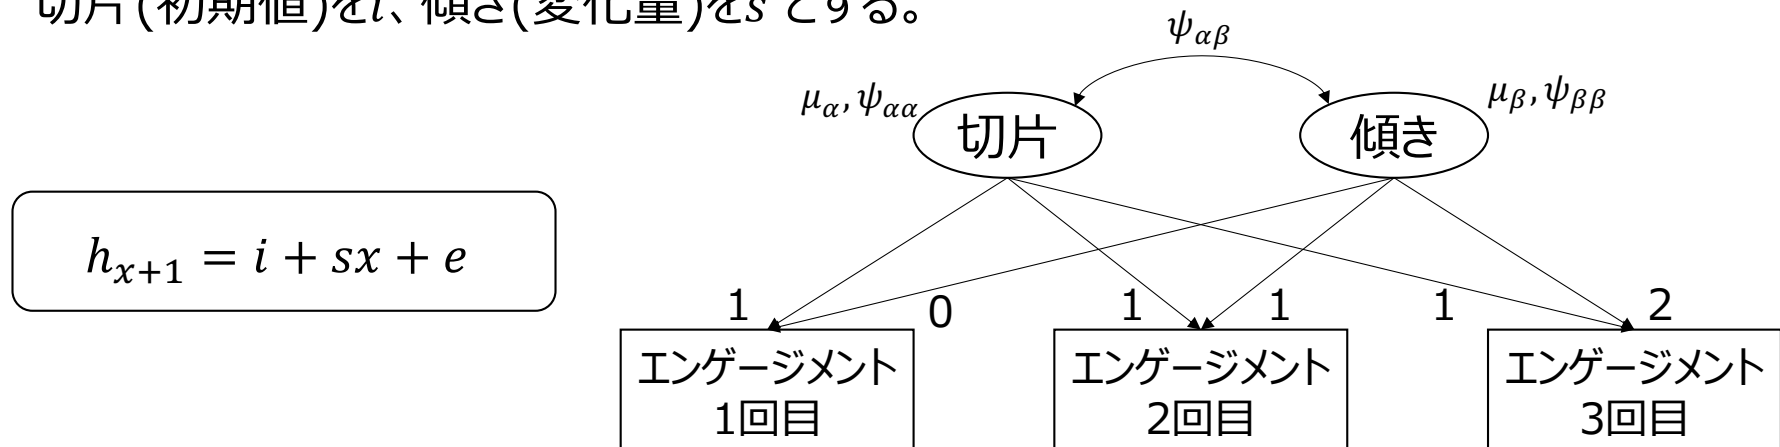 切片(初期値)をi、傾き(変化量)をs とする。
ψαβ
μα, ψαα
μβ, ψββ
切片
傾き
hx+1 = i + sx + e
1
0
1
1
1
2
エンゲージメント
1回目
エンゲージメント
2回目
エンゲージメント
3回目